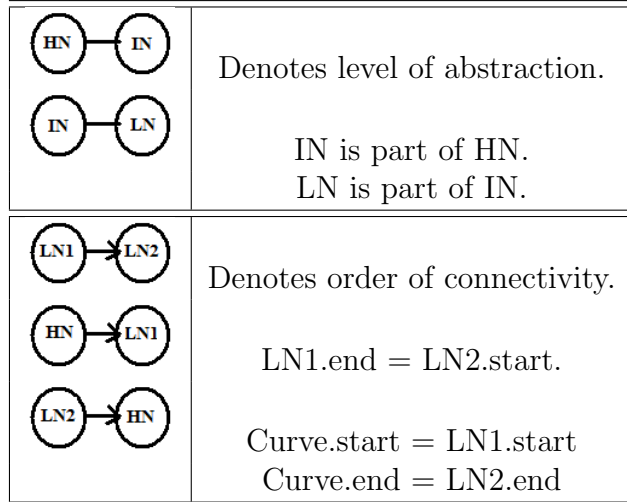 HN IN
Denotes level of abstraction.
IN LN
IN is part of HN.
LN is part of IN.
LN1 LN2
Denotes order of connectivity.
HN LN1
LN1.end = LN2.start.
LN2 HN
Curve.start = LN1.start
Curve.end = LN2.end